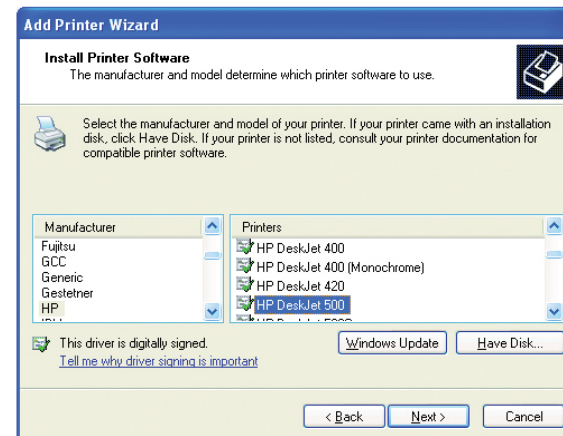 Add Printer Wizard
Install Printer Software
The manufacturer and model determine which printer software to use.
Select the manufacturer and model of your printer. If your printer came with an installation
disk, click Have Disk. If your printer is not listed, consult your printer documentation for
compatible printer software.
Manufacturer
Fujitsu
GCC
Generic
Gestetner
HP
Printers
HP DeskJet 400
HP DeskJet 400 (Monochrome)
HP DeskJet 420
HP DeskJet 500
This driver is digitally signed.
Tell me why driver signing is important
Windows Update
Have Disk...
< Back
Next >
Cancel